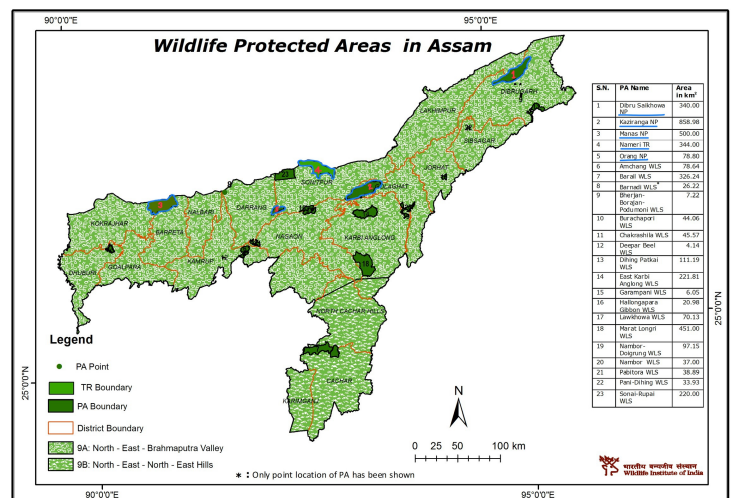 90°0'0"E
95°0'0"E
Wildlife Protected Areas in Assam
DIBRUGARH
LAKHIMPUR
SIBSAGAR
JORHAT
SONITPUR
GOLAGHAT
23
DARRANG
NALBARI
KOKRAJHAR
BARPETA
NAGAON
KARBI ANGLONG
DHUBURI
GOALPARA
KAMRUP
18
NORTH CACHAR HILLS
CACHAR
KARIMGANJ
S.N. PA Name Area in km²
1 Dibru Saikhowa NP 340.00
2 Kaziranga NP 858.98
3 Manas NP 500.00
4 Nameri TR 344.00
5 Orang NP 78.80
6 Amchang WLS 78.64
7 Barail WLS 326.24
8 Barnadi WLS* 26.22
9 Bherjan-Borajan-Podumoni WLS 7.22
10 Burachapori WLS 44.06
11 Chakrashila WLS 45.57
12 Deepar Beel WLS 4.14
13 Dihing Patkai WLS 111.19
14 East Karbi Anglong WLS 221.81
15 Garampani WLS 6.05
16 Hallongapara Gibbon WLS 20.98
17 Lawkhowa WLS 70.13
18 Marat Longri WLS 451.00
19 Nambor-Doigrung WLS 97.15
20 Nambor WLS 37.00
21 Pabitora WLS 38.89
22 Pani-Dihing WLS 33.93
23 Sonai-Rupai WLS 220.00
25°0'0"N
25°0'0"N
Legend
PA Point
TR Boundary
PA Boundary
District Boundary
9A: North - East - Brahmaputra Valley
9B: North - East - North - East Hills
N
0 25 50 100 km
* : Only point location of PA has been shown
भारतीय वन्यजीव संस्थान
Wildlife Institute of India
90°0'0"E
95°0'0"E